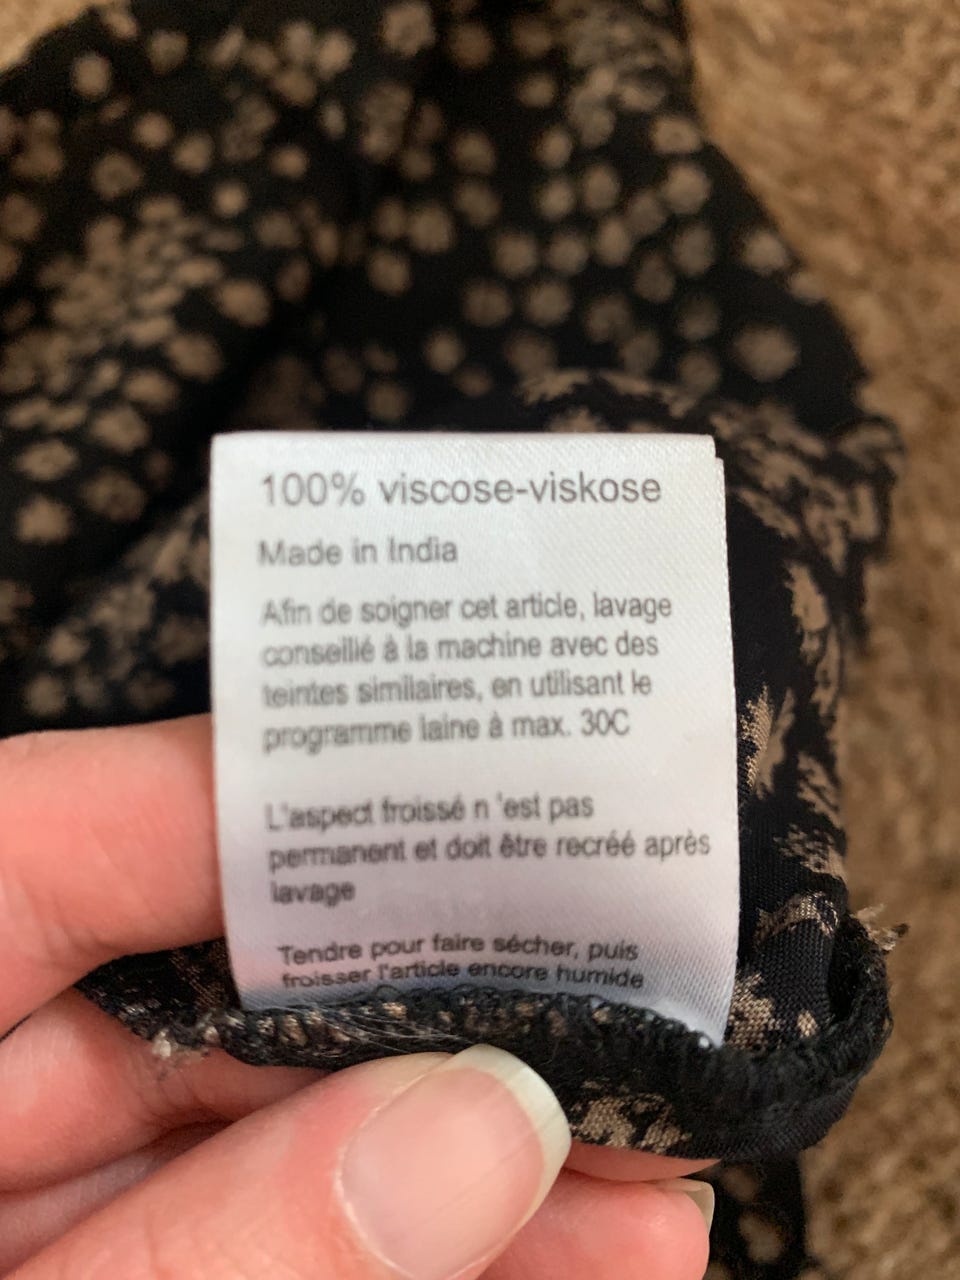 100% viscose-viskose
Made in India
Afin de soigner cet article, lavage
conseillé à la machine avec des
teintes similaires, en utilisant le
programme laine à max. 30C
L'aspect froissé n 'est pas
permanent et doit être recréé après
lavage
Tendre pour faire sécher, puis
froisser l'article encore humide